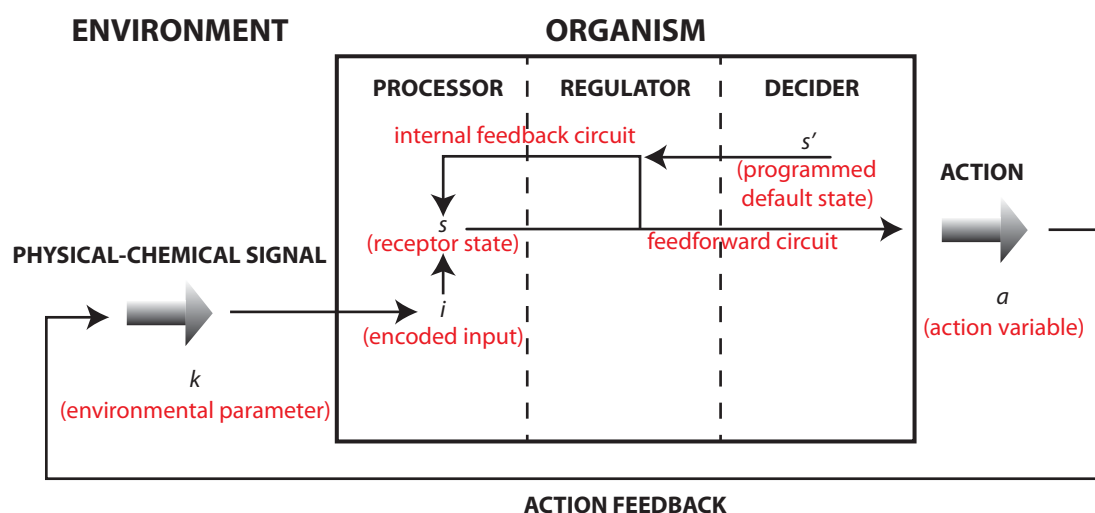 ENVIRONMENT
ORGANISM
PROCESSOR
REGULATOR
DECIDER
internal feedback circuit
s'
(programmed
default state)
ACTION
s
(receptor state)
feedforward circuit
PHYSICAL-CHEMICAL SIGNAL
i
(encoded input)
a
(action variable)
k
(environmental parameter)
ACTION FEEDBACK